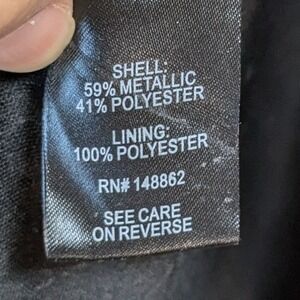 SHELL:
59% METALLIC
41% POLYESTER
LINING:
100% POLYESTER
RN# 148862
SEE CARE
ON REVERSE